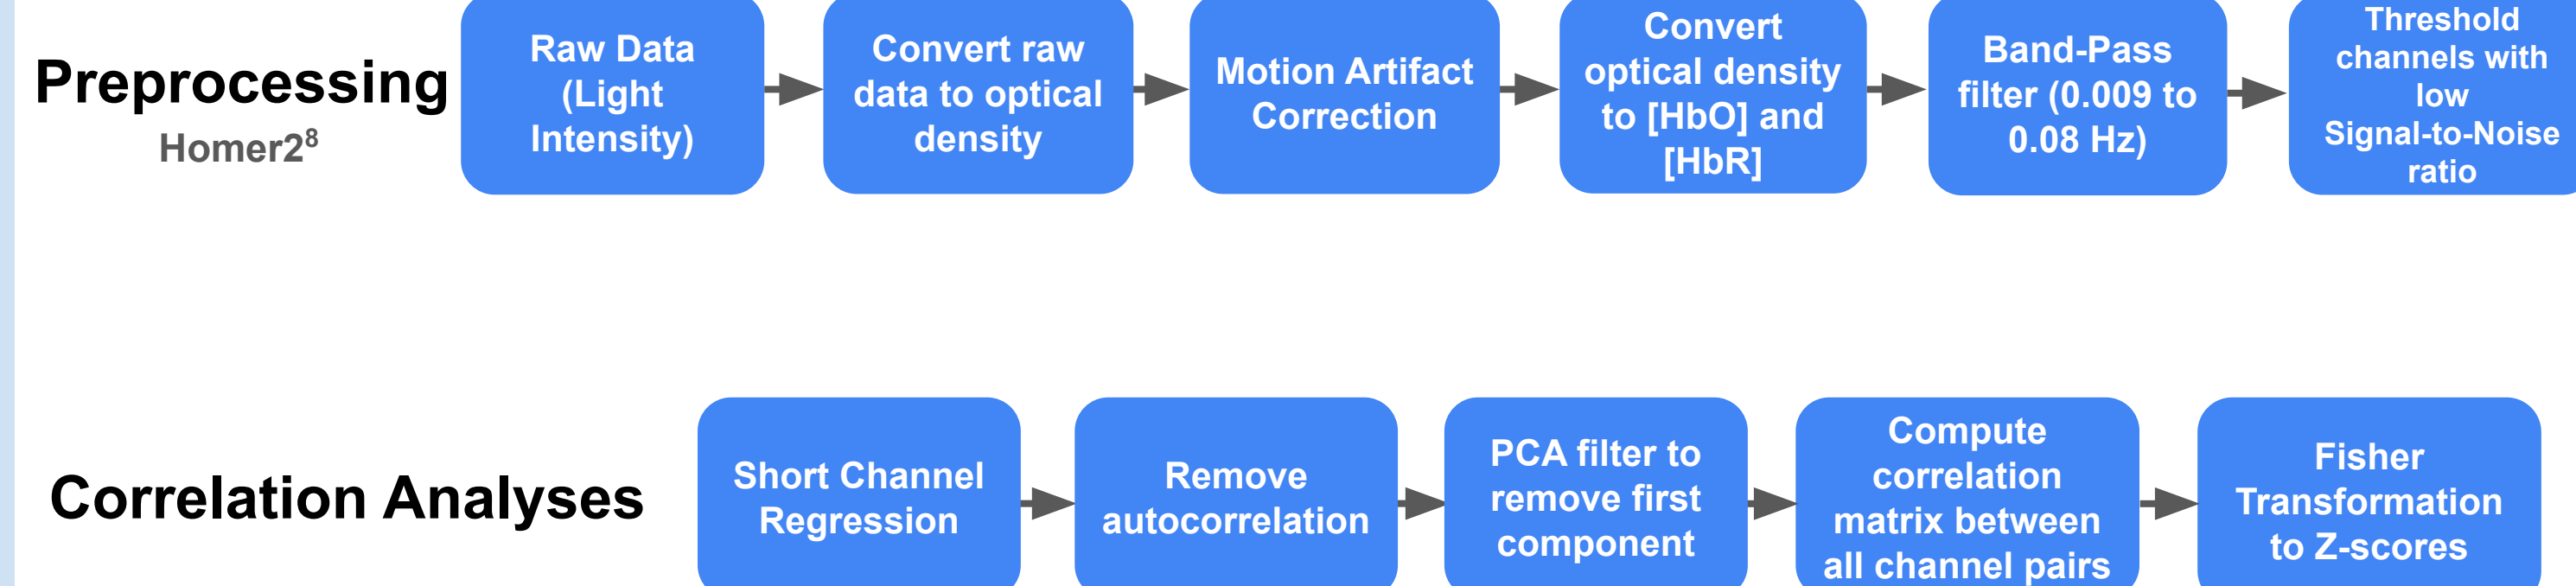 Preprocessing
Homer2⁸
Raw Data
(Light
Intensity)
Convert raw
data to optical
density
Motion Artifact
Correction
Convert
optical density
to [HbO] and
[HbR]
Band-Pass
filter (0.009 to
0.08 Hz)
Threshold
channels with
low
Signal-to-Noise
ratio
Correlation Analyses
Short Channel
Regression
Remove
autocorrelation
PCA filter to
remove first
component
Compute
correlation
matrix between
all channel pairs
Fisher
Transformation
to Z-scores